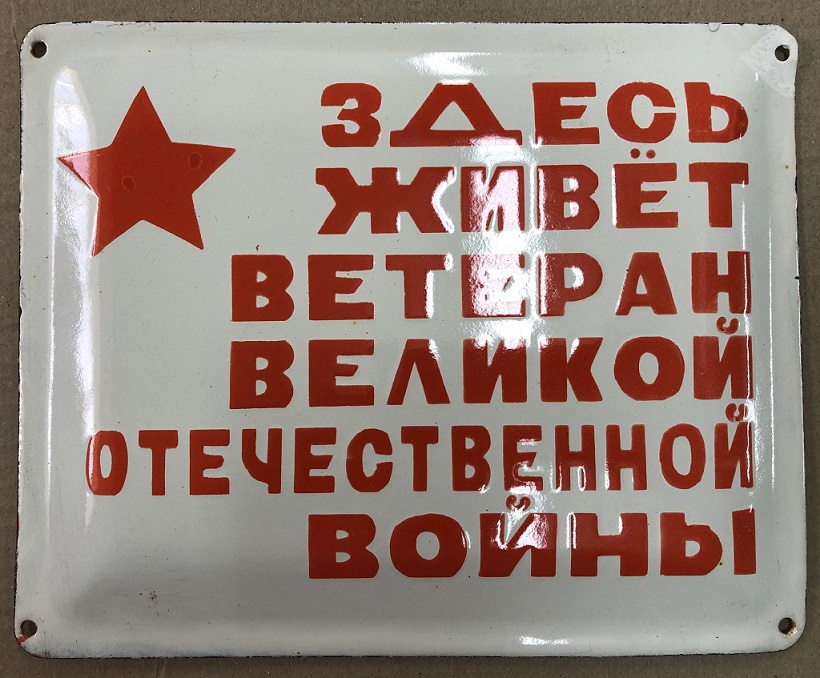 ЗДЕСЬ
ЖИВЁТ
ВЕТЕРАН
ВЕЛИКОЙ
ОТЕЧЕСТВЕННОЙ
ВОЙНЫ